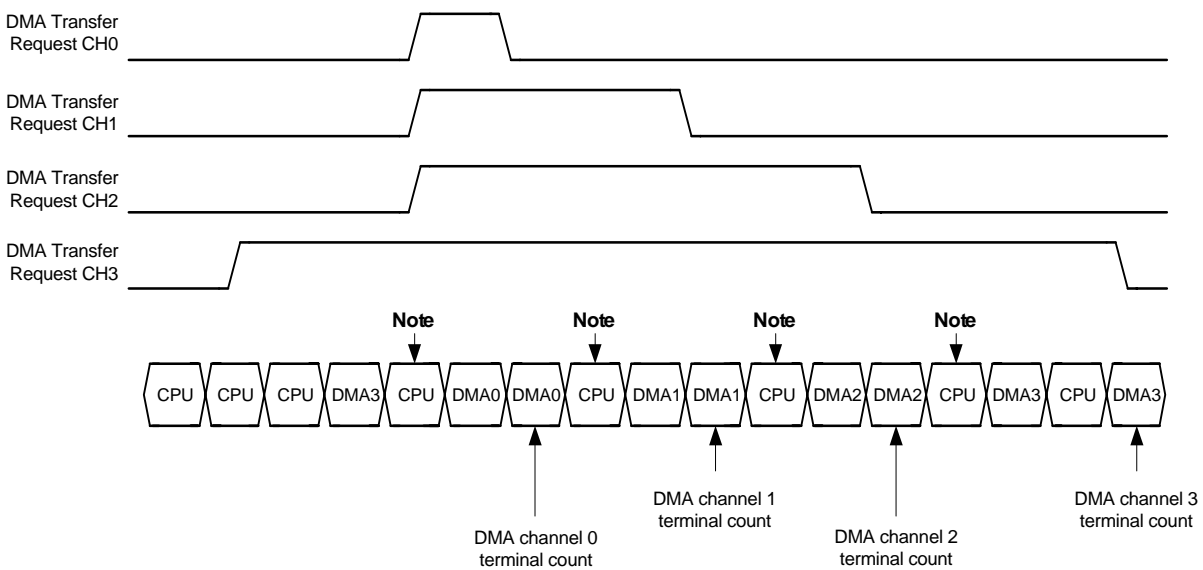 DMA Transfer
Request CH0
DMA Transfer
Request CH1
DMA Transfer
Request CH2
DMA Transfer
Request CH3
Note Note Note Note
CPU CPU CPU DMA3 CPU DMA0 DMA0 CPU DMA1 DMA1 CPU DMA2 DMA2 CPU DMA3 CPU DMA3
DMA channel 0
terminal count
DMA channel 1
terminal count
DMA channel 2
terminal count
DMA channel 3
terminal count